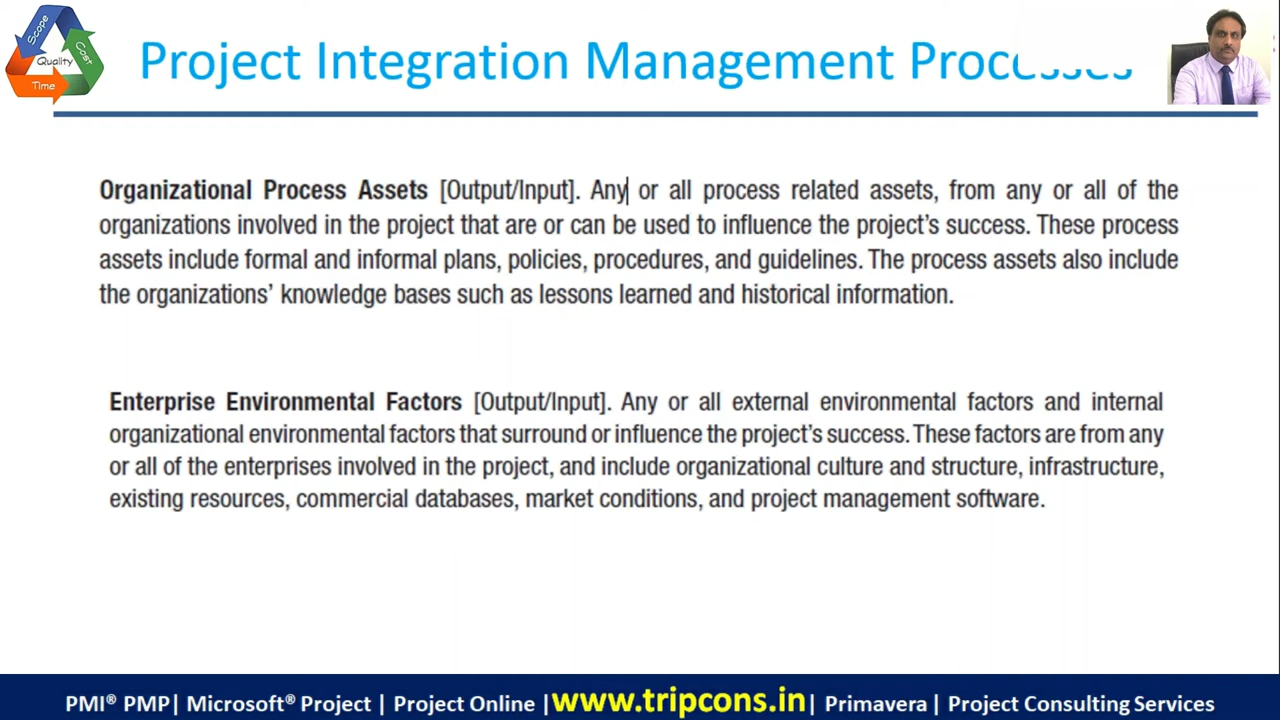 Scope
Cost
Quality
Time
Project Integration Management Processes
Organizational Process Assets [Output/Input]. Any or all process related assets, from any or all of the
organizations involved in the project that are or can be used to influence the project’s success. These process
assets include formal and informal plans, policies, procedures, and guidelines. The process assets also include
the organizations’ knowledge bases such as lessons learned and historical information.
Enterprise Environmental Factors [Output/Input]. Any or all external environmental factors and internal
organizational environmental factors that surround or influence the project’s success. These factors are from any
or all of the enterprises involved in the project, and include organizational culture and structure, infrastructure,
existing resources, commercial databases, market conditions, and project management software.
PMI® PMP| Microsoft® Project | Project Online |www.tripcons.in| Primavera | Project Consulting Services